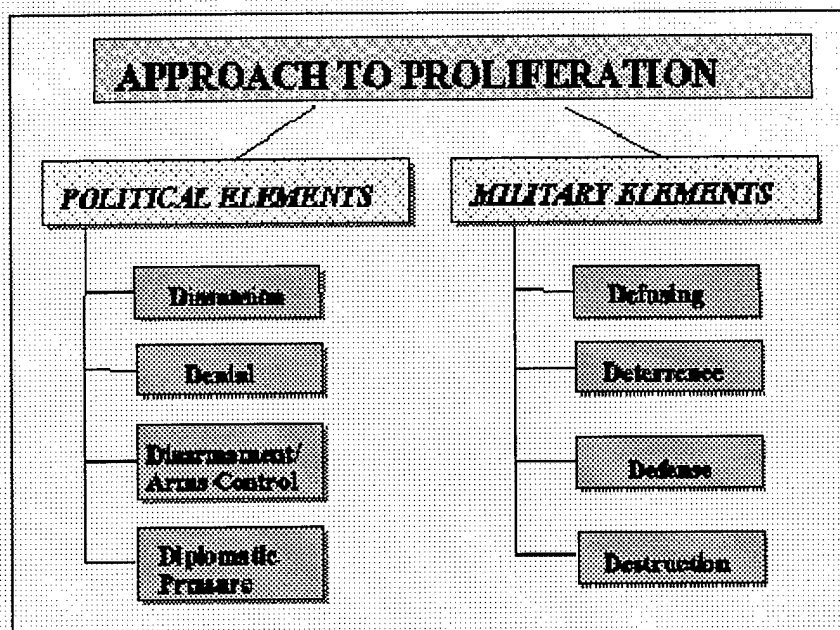 APPROACH TO PROLIFERATION
POLITICAL ELEMENTS
Dissuasion
Denial
Disarmament/
Arms Control
Diplomatic
Pressure
MILITARY ELEMENTS
Defusing
Deterrence
Defense
Destruction